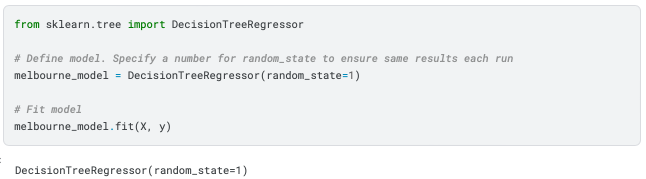 from sklearn.tree import DecisionTreeRegressor
# Define model. Specify a number for random_state to ensure same results each run
melbourne_model = DecisionTreeRegressor(random_state=1)
# Fit model
melbourne_model.fit(X, y)
DecisionTreeRegressor(random_state=1)